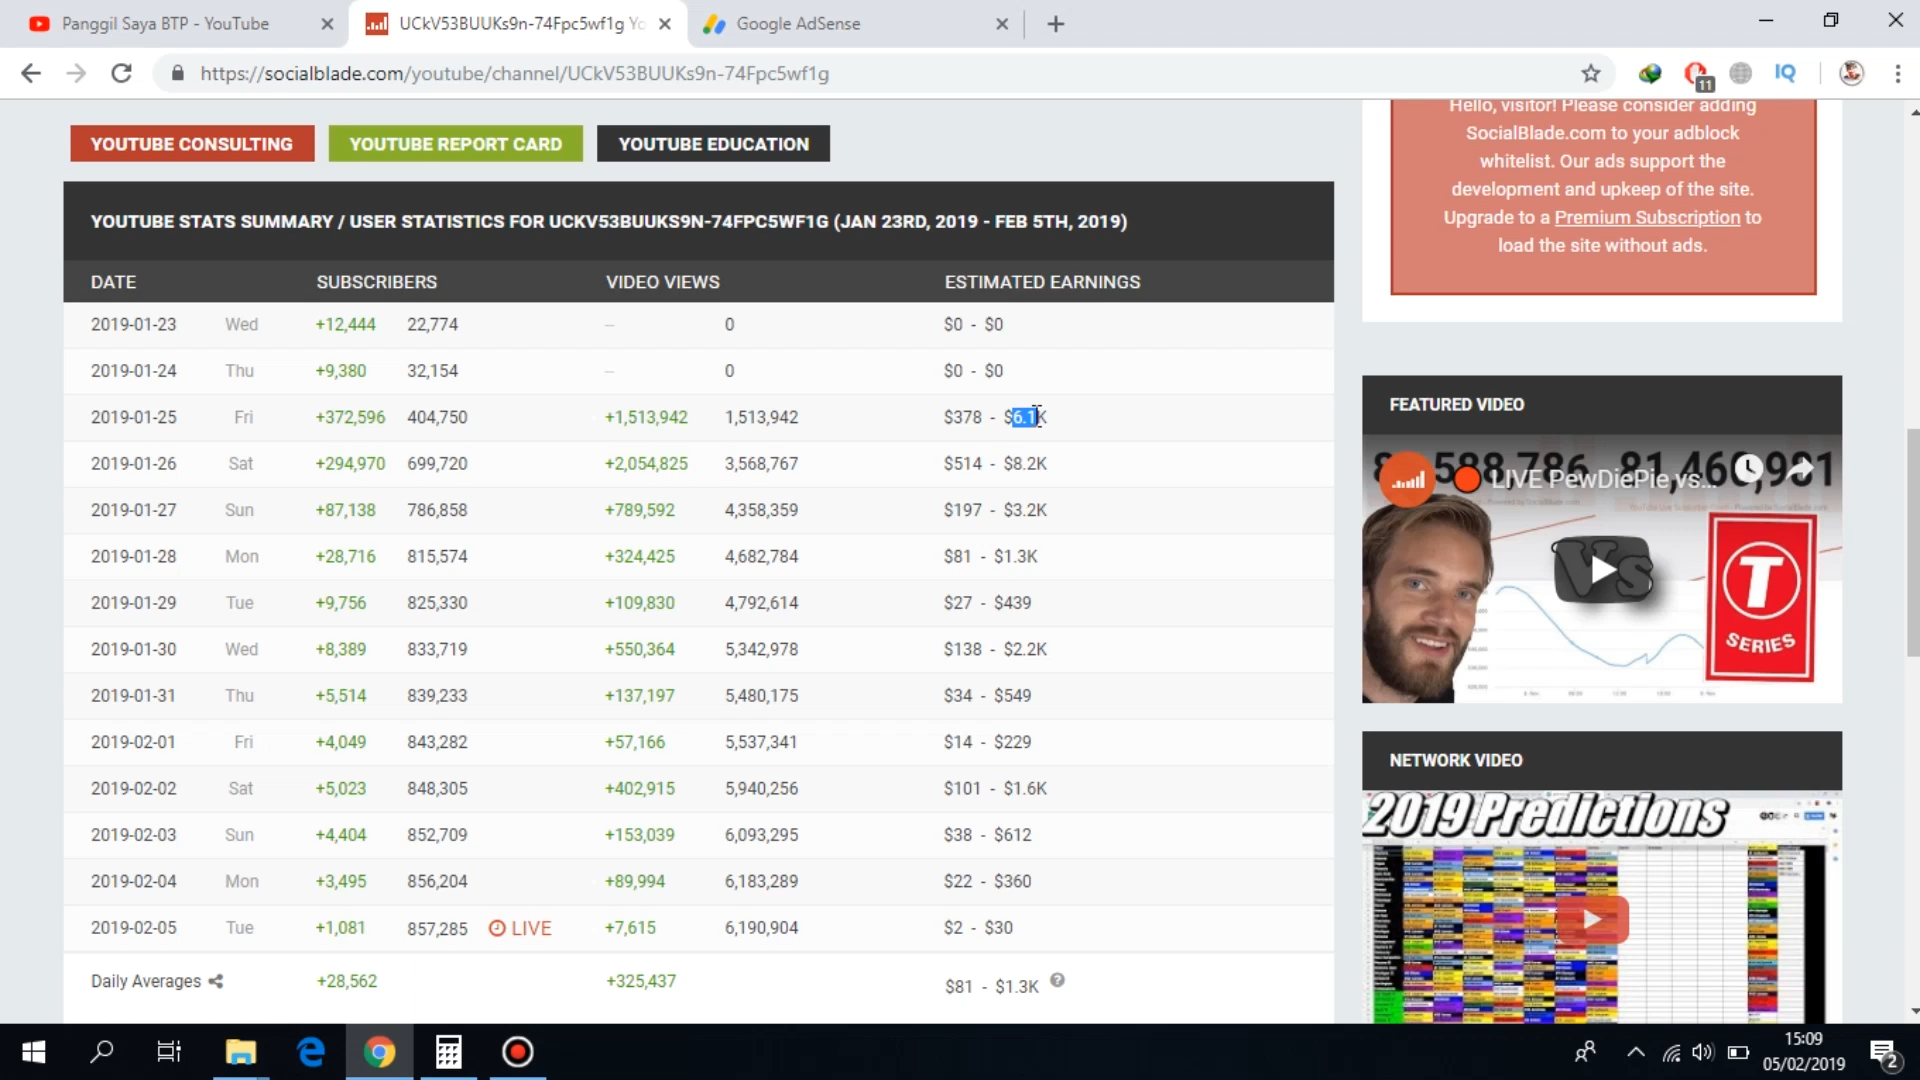 Panggil Saya BTP - YouTube
UCkV53BUUKs9n-74Fpc5wf1g Yo
Google AdSense
https://socialblade.com/youtube/channel/UCkV53BUUKs9n-74Fpc5wf1g
11
IQ
YOUTUBE CONSULTING
YOUTUBE REPORT CARD
YOUTUBE EDUCATION
YOUTUBE STATS SUMMARY / USER STATISTICS FOR UCKV53BUUKS9N-74FPC5WF1G (JAN 23RD, 2019 - FEB 5TH, 2019)
DATE SUBSCRIBERS VIDEO VIEWS ESTIMATED EARNINGS
2019-01-23 Wed +12,444 22,774 -- 0 $0 - $0
2019-01-24 Thu +9,380 32,154 -- 0 $0 - $0
2019-01-25 Fri +372,596 404,750 +1,513,942 1,513,942 $378 - $6.1K
2019-01-26 Sat +294,970 699,720 +2,054,825 3,568,767 $514 - $8.2K
2019-01-27 Sun +87,138 786,858 +789,592 4,358,359 $197 - $3.2K
2019-01-28 Mon +28,716 815,574 +324,425 4,682,784 $81 - $1.3K
2019-01-29 Tue +9,756 825,330 +109,830 4,792,614 $27 - $439
2019-01-30 Wed +8,389 833,719 +550,364 5,342,978 $138 - $2.2K
2019-01-31 Thu +5,514 839,233 +137,197 5,480,175 $34 - $549
2019-02-01 Fri +4,049 843,282 +57,166 5,537,341 $14 - $229
2019-02-02 Sat +5,023 848,305 +402,915 5,940,256 $101 - $1.6K
2019-02-03 Sun +4,404 852,709 +153,039 6,093,295 $38 - $612
2019-02-04 Mon +3,495 856,204 +89,994 6,183,289 $22 - $360
2019-02-05 Tue +1,081 857,285 LIVE +7,615 6,190,904 $2 - $30
Daily Averages +28,562 +325,437 $81 - $1.3K ?
Hello, visitor! Please consider adding
SocialBlade.com to your adblock
whitelist. Our ads support the
development and upkeep of the site.
Upgrade to a Premium Subscription to
load the site without ads.
FEATURED VIDEO
LIVE PewDiePie vs...
Vs
T
SERIES
NETWORK VIDEO
2019 Predictions
15:09
05/02/2019
2